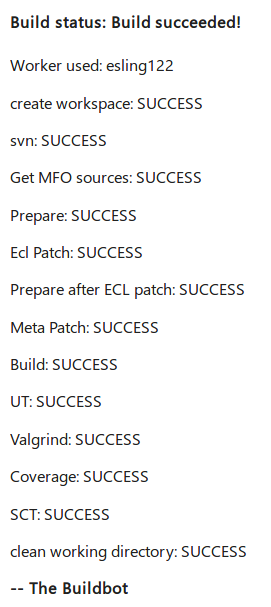 Build status: Build succeeded!
Worker used: esling122
create workspace: SUCCESS
svn: SUCCESS
Get MFO sources: SUCCESS
Prepare: SUCCESS
Ecl Patch: SUCCESS
Prepare after ECL patch: SUCCESS
Meta Patch: SUCCESS
Build: SUCCESS
UT: SUCCESS
Valgrind: SUCCESS
Coverage: SUCCESS
SCT: SUCCESS
clean working directory: SUCCESS
-- The Buildbot